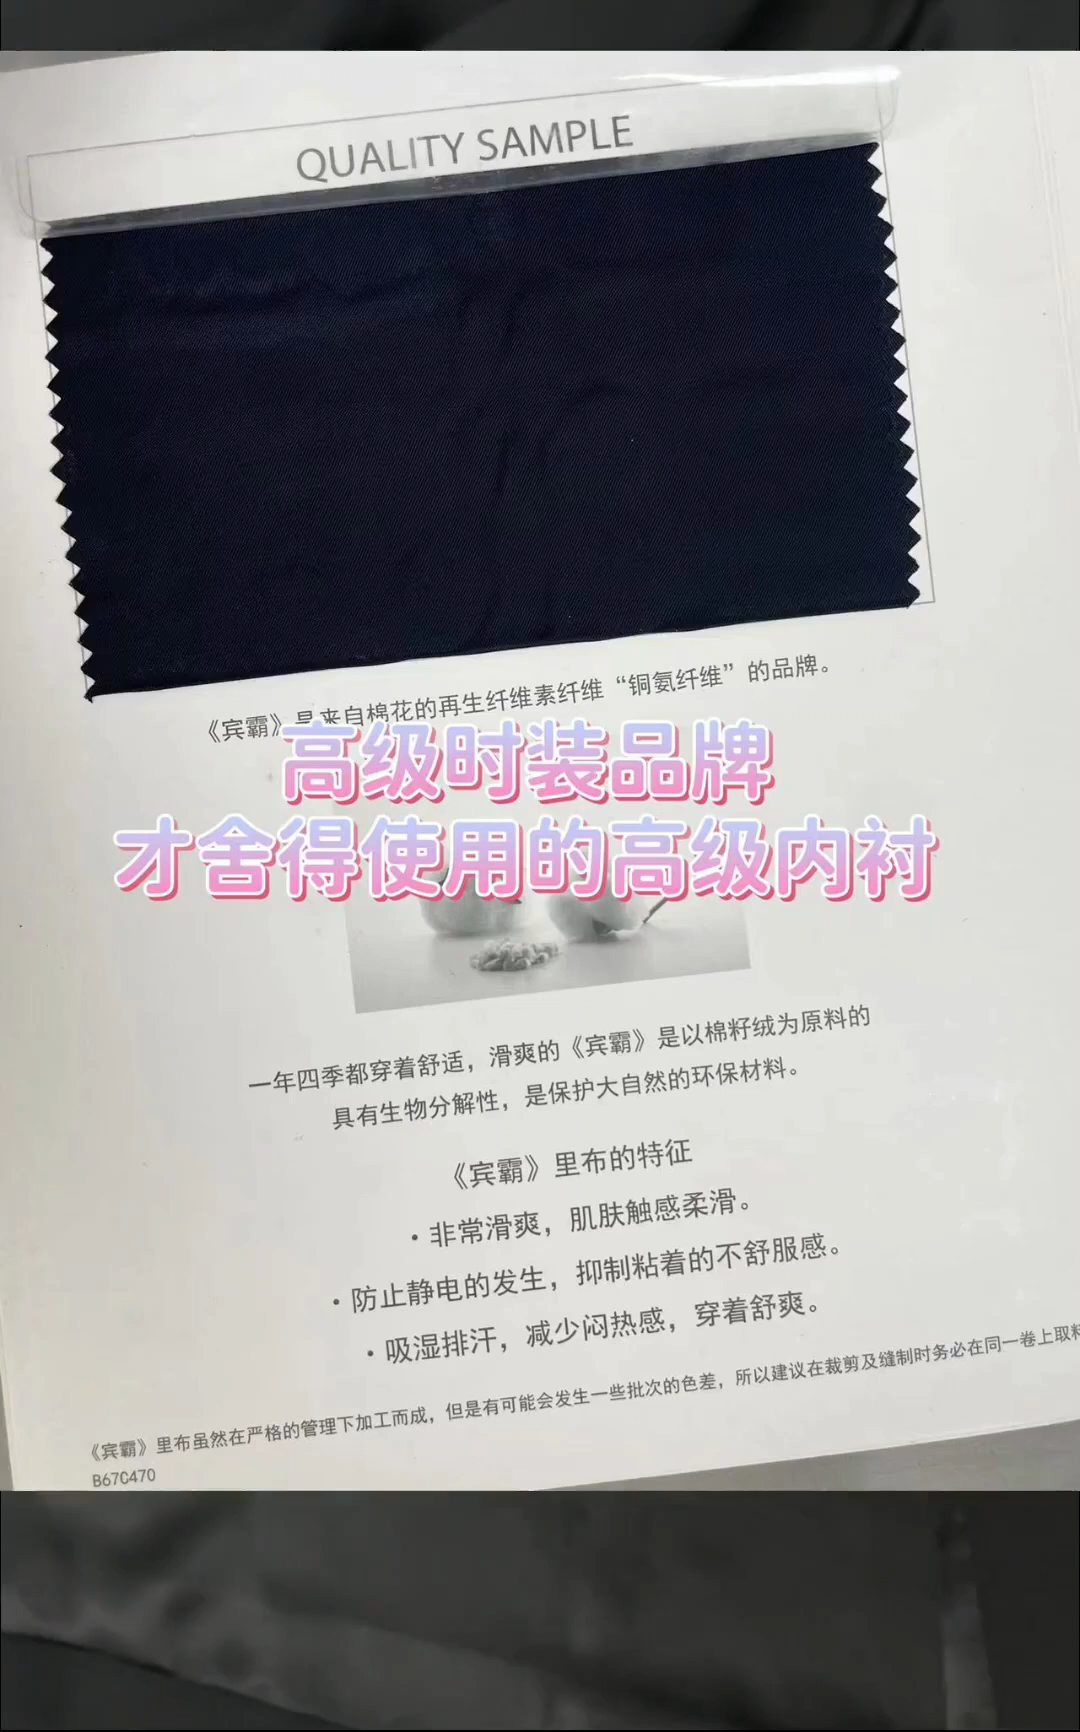 QUALITY SAMPLE
《宾霸》是来自棉花的再生纤维素纤维“铜氨纤维”的品牌。
高级时装品牌
才舍得使用的高级内衬
一年四季都穿着舒适，滑爽的《宾霸》是以棉籽绒为原料的
具有生物分解性，是保护大自然的环保材料。
《宾霸》里布的特征
・非常滑爽，肌肤触感柔滑。
・防止静电的发生，抑制粘着的不舒服感。
・吸湿排汗，减少闷热感，穿着舒爽。
《宾霸》里布虽然在严格的管理下加工而成，但是有可能会发生一些批次的色差，所以建议在裁剪及缝制时务必在同一卷上取料
B67C470